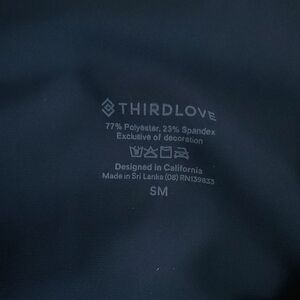 THIRDLOVE
77% Polyester, 23% Spandex
Exclusive of decoration
Designed in California
Made in Sri Lanka (08) RN139833
SM